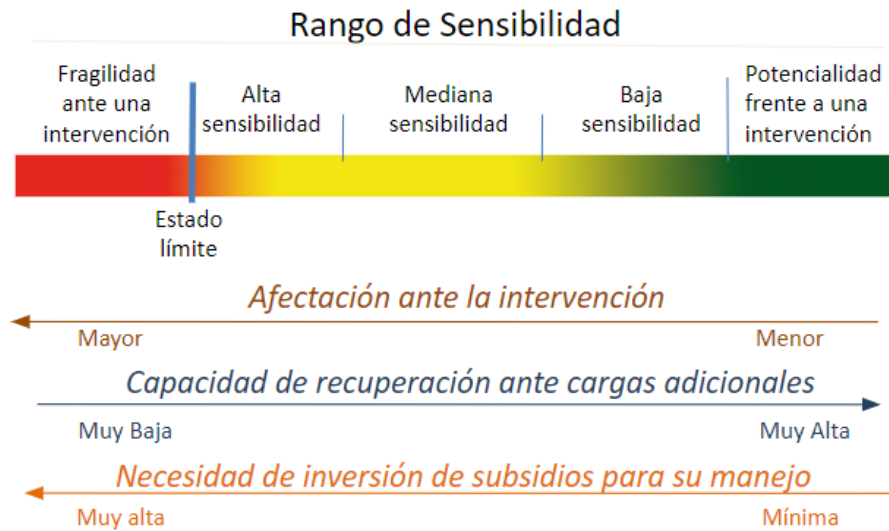 Rango de Sensibilidad
Fragilidad
ante una
intervención
Alta
sensibilidad
Mediana
sensibilidad
Baja
sensibilidad
Potencialidad
frente a una
intervención
Estado
límite
Afectación ante la intervención
Mayor
Menor
Capacidad de recuperación ante cargas adicionales
Muy Baja
Muy Alta
Necesidad de inversión de subsidios para su manejo
Muy alta
Mínima